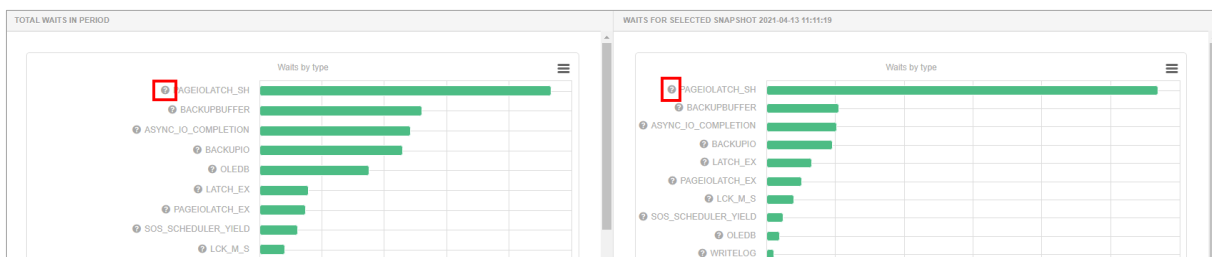 TOTAL WAITS IN PERIOD
Waits by type
PAGEIOLATCH_SH
BACKUPBUFFER
ASYNC_IO_COMPLETION
BACKUPIO
OLEDB
LATCH_EX
PAGEIOLATCH_EX
SOS_SCHEDULER_YIELD
LCK_M_S
WAITS FOR SELECTED SNAPSHOT 2021-04-13 11:11:19
Waits by type
PAGEIOLATCH_SH
BACKUPBUFFER
ASYNC_IO_COMPLETION
BACKUPIO
LATCH_EX
PAGEIOLATCH_EX
LCK_M_S
SOS_SCHEDULER_YIELD
OLEDB
WRITELOG